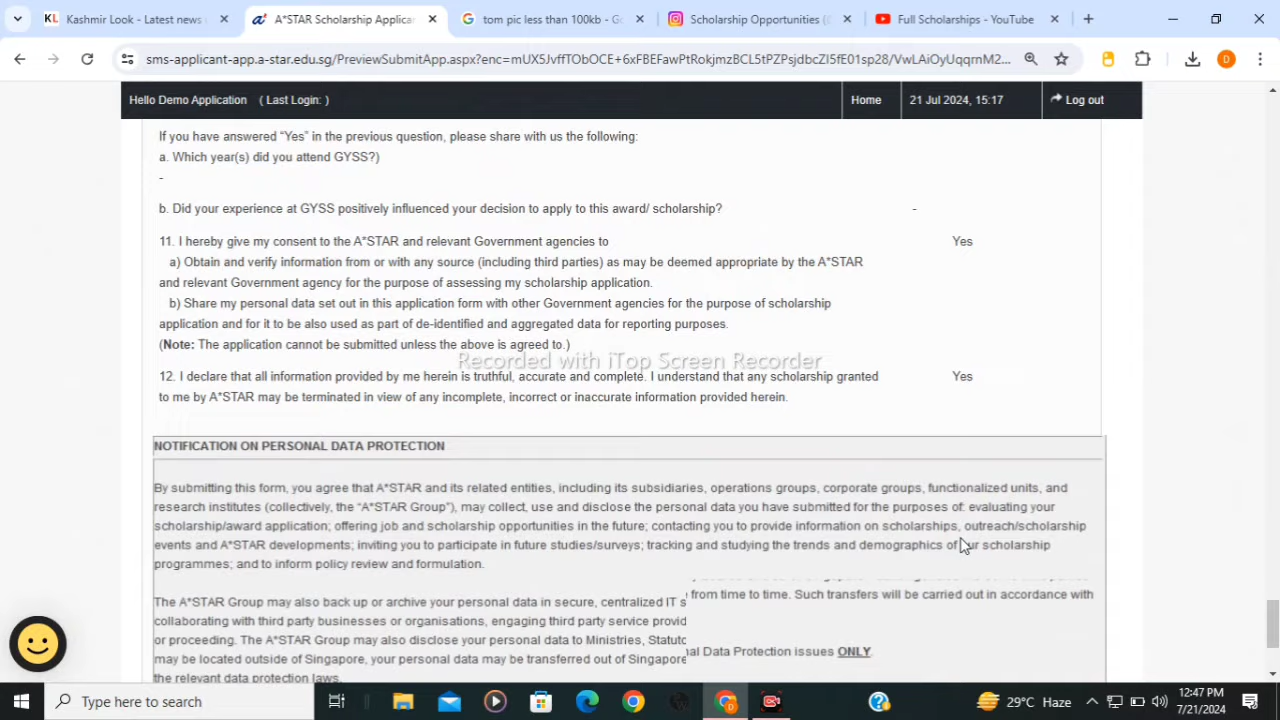 Kashmir Look - Latest news
A*STAR Scholarship Applicar
tom pic less than 100kb - Go
Scholarship Opportunities (@
Full Scholarships - YouTube
sms-applicant-app.a-star.edu.sg/PreviewSubmitApp.aspx?enc=mUX5JvffTObOCE+6xFBEFawPtRokjmzBCL5tPZPsjdbcZI5fE01sp28/VwLAiOyUqqrnM2...
D
Hello Demo Application ( Last Login: )
Home
21 Jul 2024, 15:17
Log out
If you have answered “Yes” in the previous question, please share with us the following:
a. Which year(s) did you attend GYSS?)
-
b. Did your experience at GYSS positively influenced your decision to apply to this award/ scholarship? -
11. I hereby give my consent to the A*STAR and relevant Government agencies to Yes
a) Obtain and verify information from or with any source (including third parties) as may be deemed appropriate by the A*STAR
and relevant Government agency for the purpose of assessing my scholarship application.
b) Share my personal data set out in this application form with other Government agencies for the purpose of scholarship
application and for it to be also used as part of de-identified and aggregated data for reporting purposes.
(Note: The application cannot be submitted unless the above is agreed to.)
Recorded with iTop Screen Recorder
12. I declare that all information provided by me herein is truthful, accurate and complete. I understand that any scholarship granted Yes
to me by A*STAR may be terminated in view of any incomplete, incorrect or inaccurate information provided herein.
NOTIFICATION ON PERSONAL DATA PROTECTION
By submitting this form, you agree that A*STAR and its related entities, including its subsidiaries, operations groups, corporate groups, functionalized units, and
research institutes (collectively, the “A*STAR Group”), may collect, use and disclose the personal data you have submitted for the purposes of: evaluating your
scholarship/award application; offering job and scholarship opportunities in the future; contacting you to provide information on scholarships, outreach/scholarship
events and A*STAR developments; inviting you to participate in future studies/surveys; tracking and studying the trends and demographics of our scholarship
programmes; and to inform policy review and formulation.
The A*STAR Group may also back up or archive your personal data in secure, centralized IT s
from time to time. Such transfers will be carried out in accordance with
collaborating with third party businesses or organisations, engaging third party service provid
or proceeding. The A*STAR Group may also disclose your personal data to Ministries, Statuto
al Data Protection issues ONLY.
may be located outside of Singapore, your personal data may be transferred out of Singapore
the relevant data protection laws.
Type here to search
29°C Haze
12:47 PM
7/21/2024